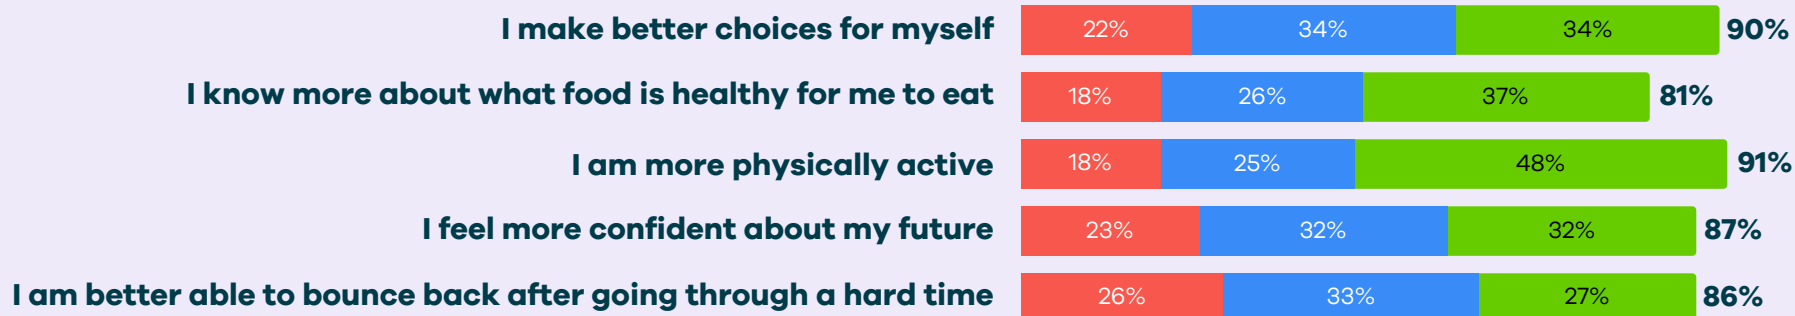 I make better choices for myself 22% 34% 34% 90%
I know more about what food is healthy for me to eat 18% 26% 37% 81%
I am more physically active 18% 25% 48% 91%
I feel more confident about my future 23% 32% 32% 87%
I am better able to bounce back after going through a hard time 26% 33% 27% 86%